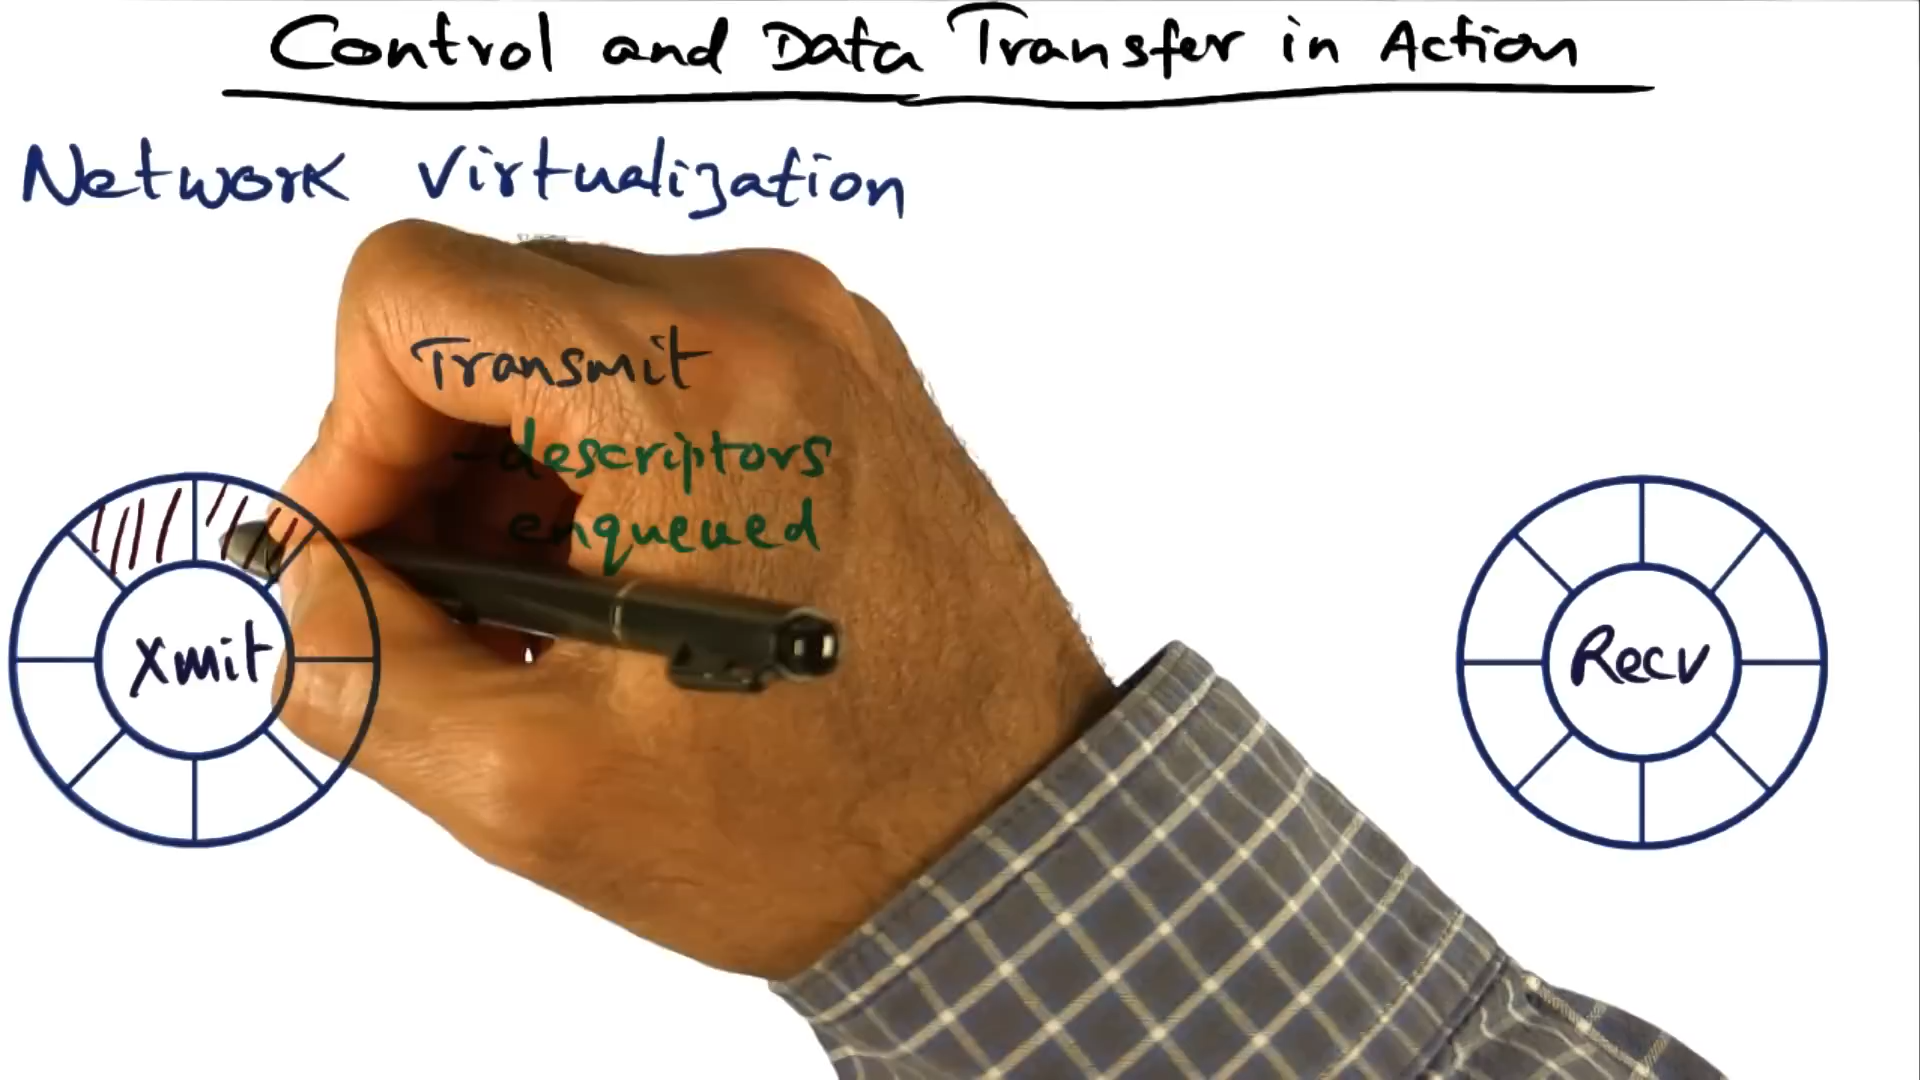 Control and Data Transfer in Action
Network virtualization
Transmit
- descriptors
enqueued
Xmit
Recv